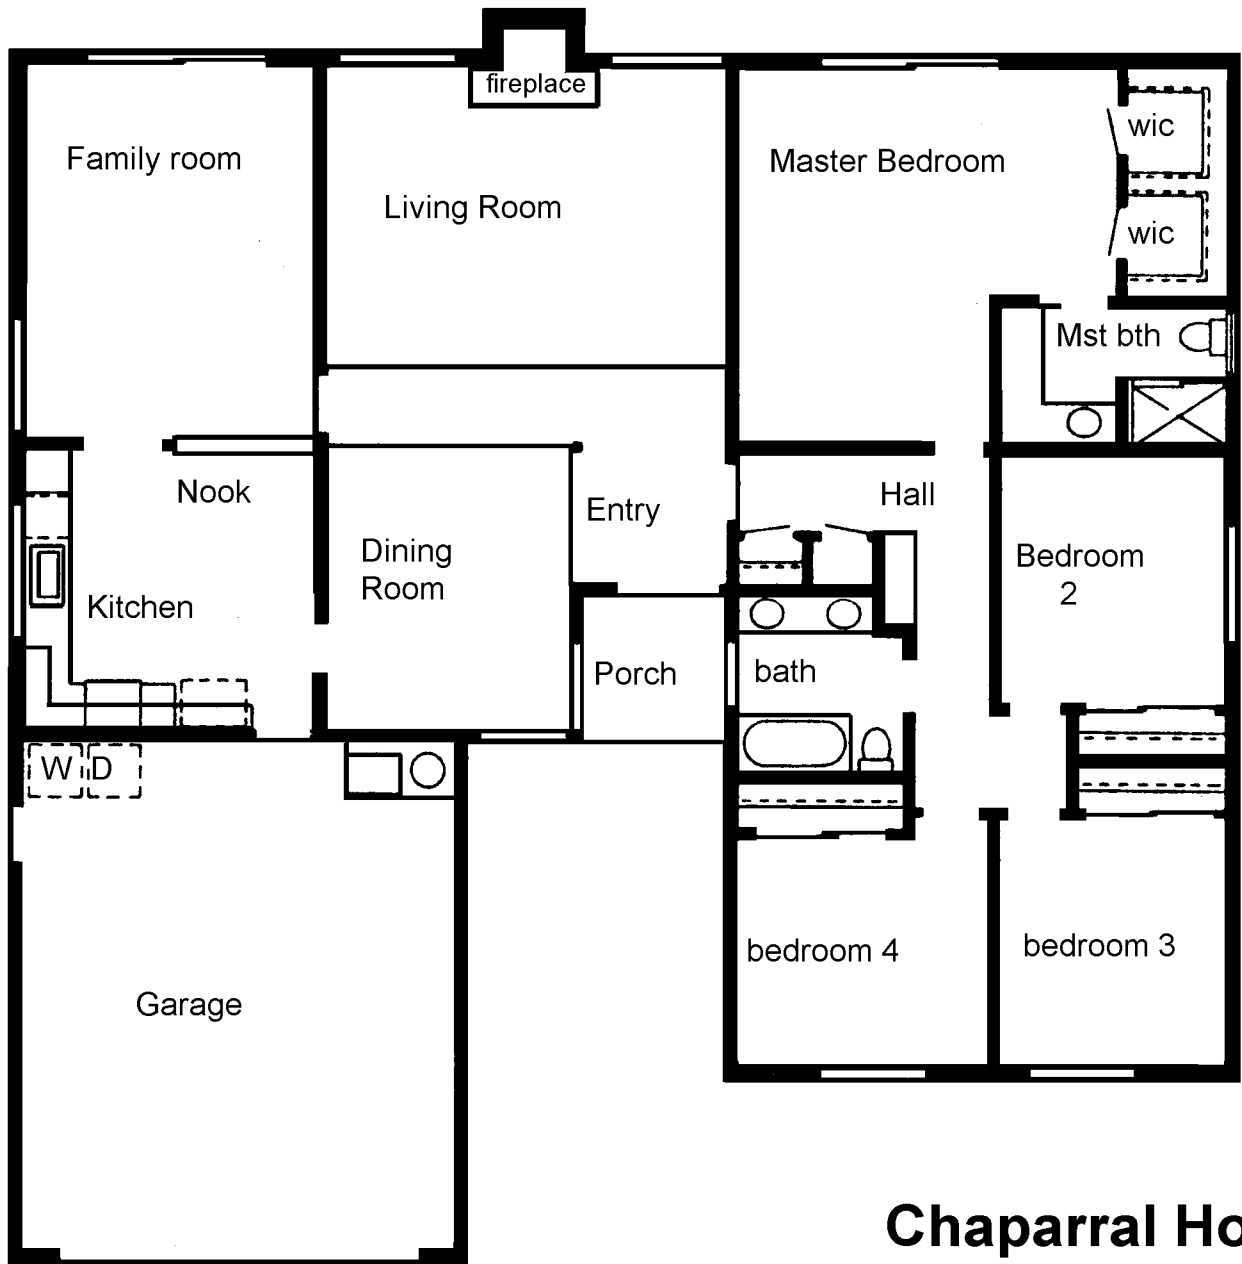 fireplace
Family room
Living Room
Master Bedroom
wic
wic
Mst bth
Nook
Hall
Entry
Dining
Room
Bedroom
2
Kitchen
Porch
bath
W D
bedroom 4
bedroom 3
Garage
Chaparral Ho